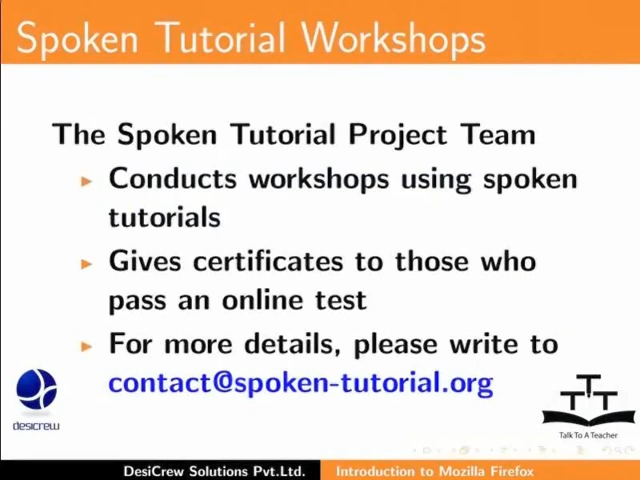 Spoken Tutorial Workshops
The Spoken Tutorial Project Team
Conducts workshops using spoken
tutorials
Gives certificates to those who
pass an online test
For more details, please write to
contact@spoken-tutorial.org
desicrew
TTT
Talk To A Teacher
DesiCrew Solutions Pvt.Ltd. Introduction to Mozilla Firefox